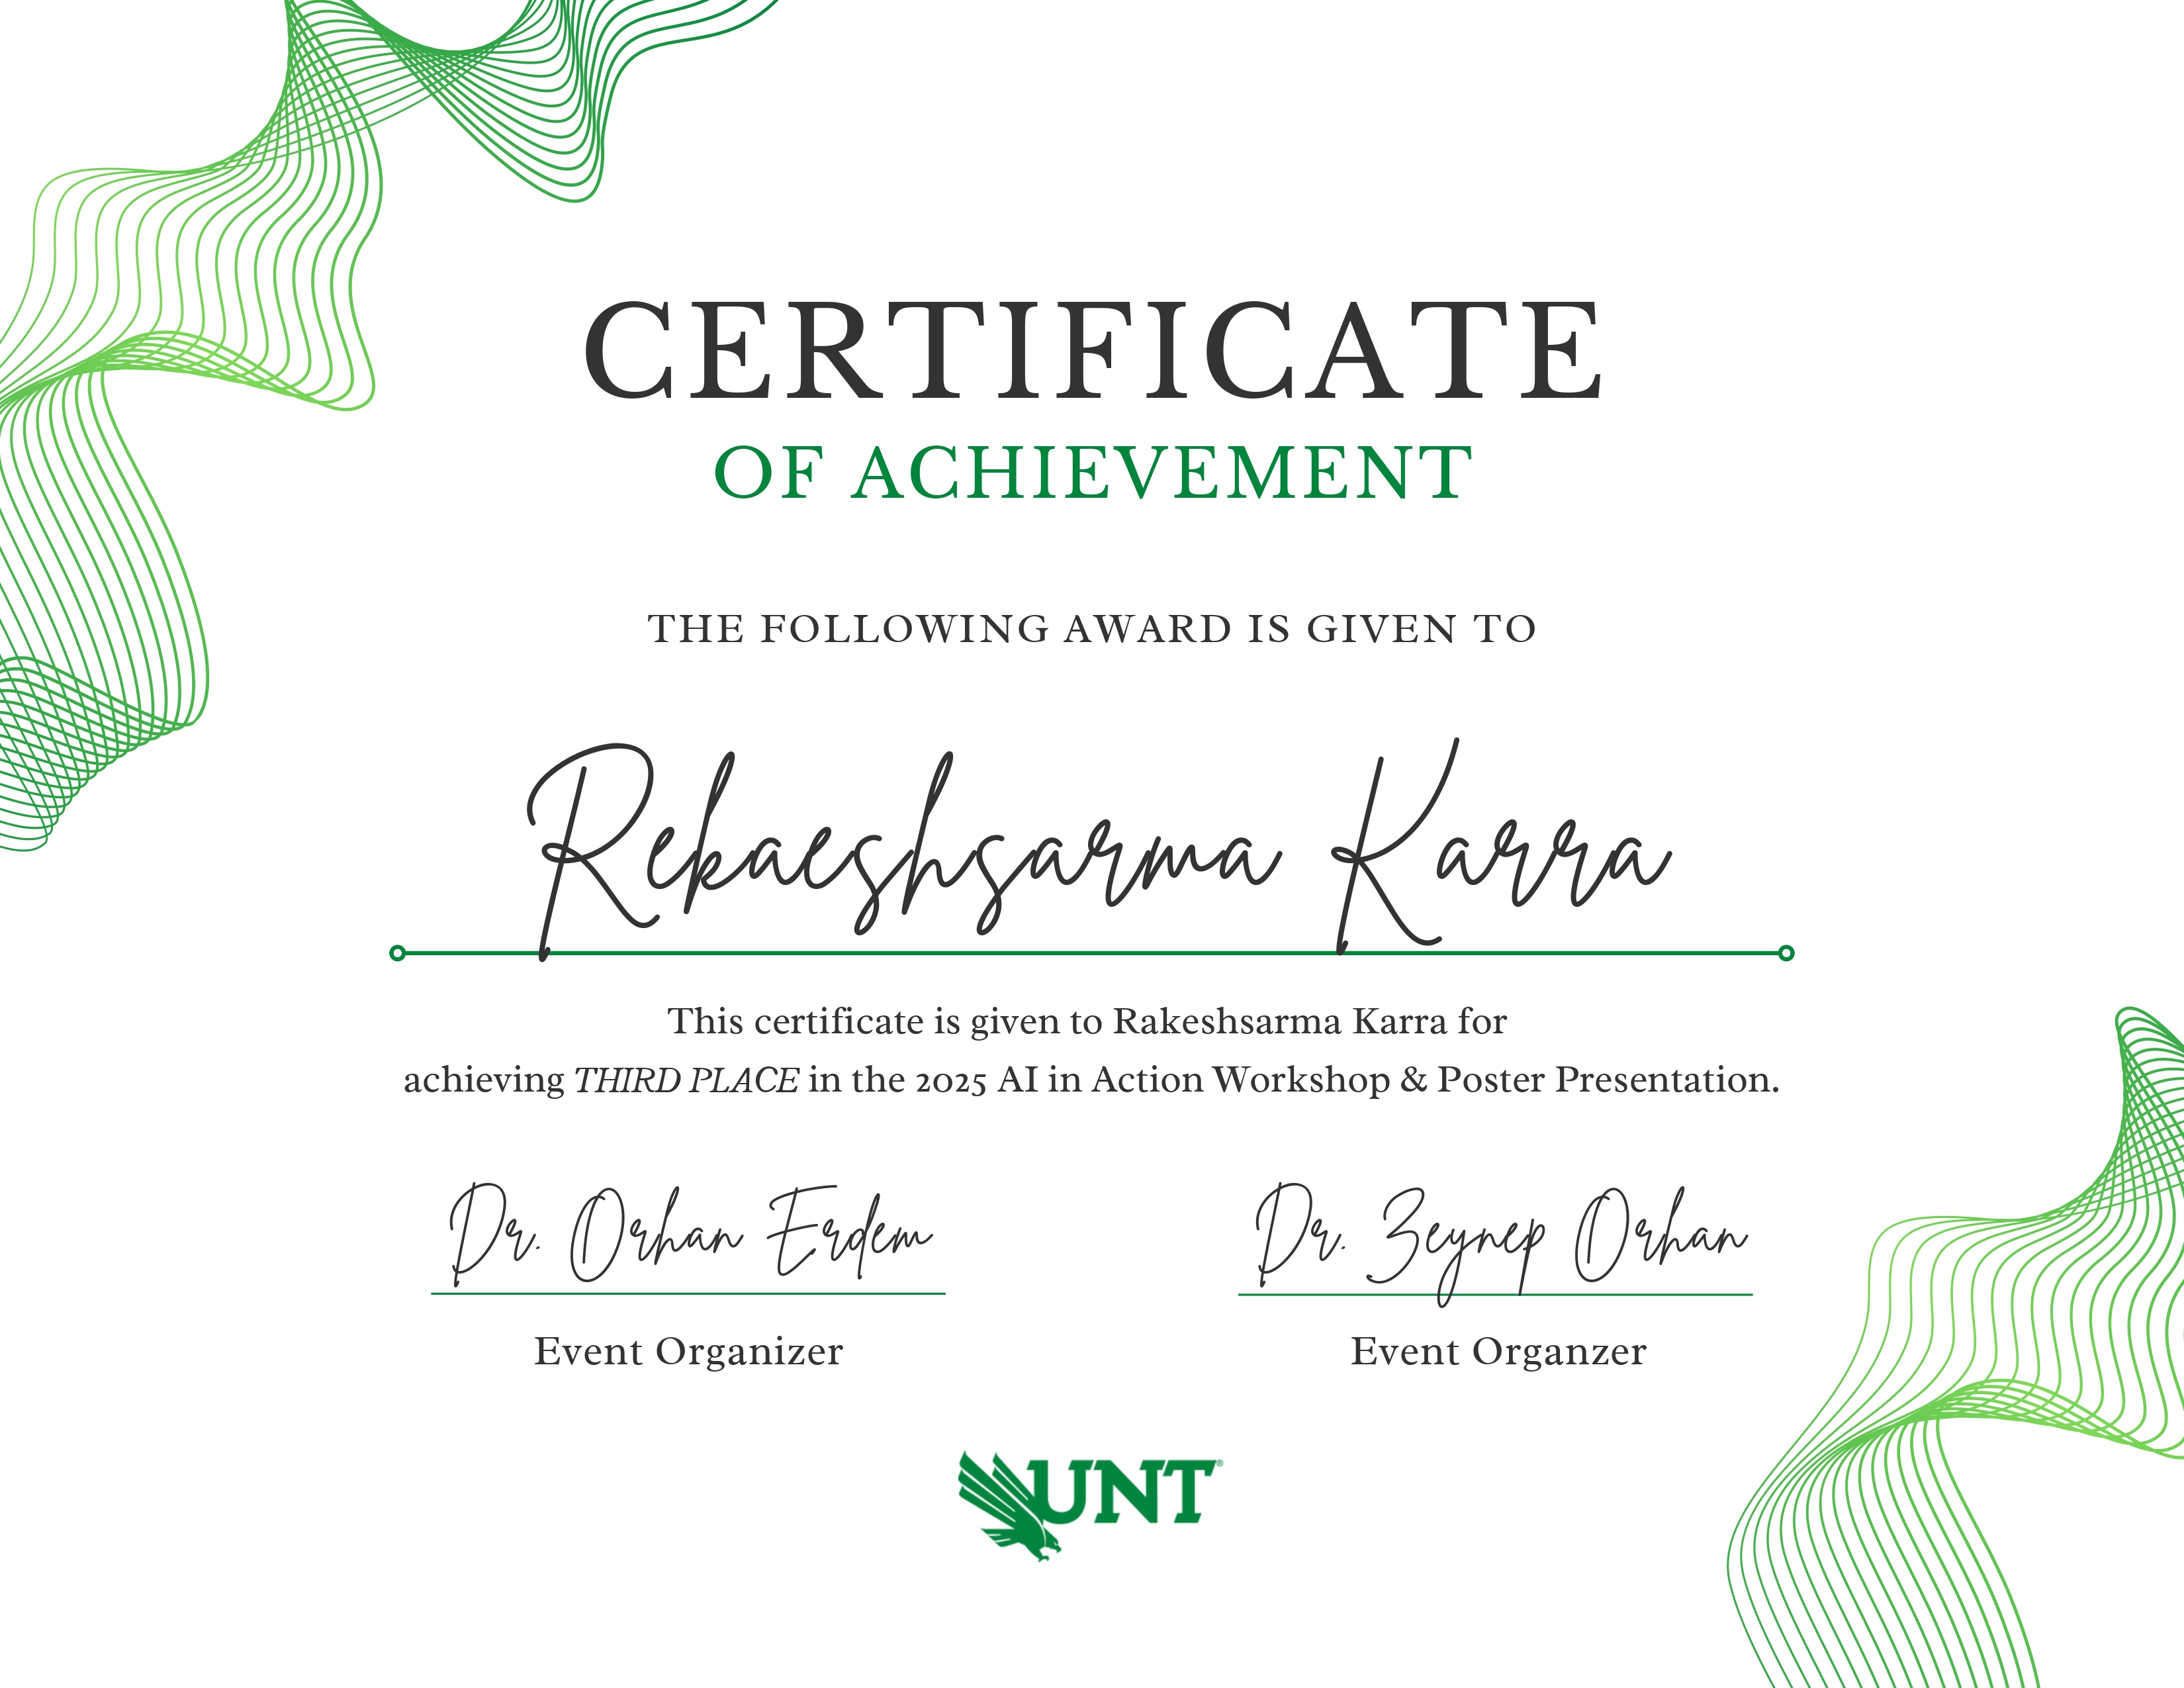 CERTIFICATE
OF ACHIEVEMENT
THE FOLLOWING AWARD IS GIVEN TO
Rekaeshsarma Karra
This certificate is given to Rakeshsarma Karra for
achieving THIRD PLACE in the 2025 AI in Action Workshop & Poster Presentation.
Dr. Orhan Erdem
Dr. Zeynep Orhan
Event Organizer
Event Organzer
UNT®